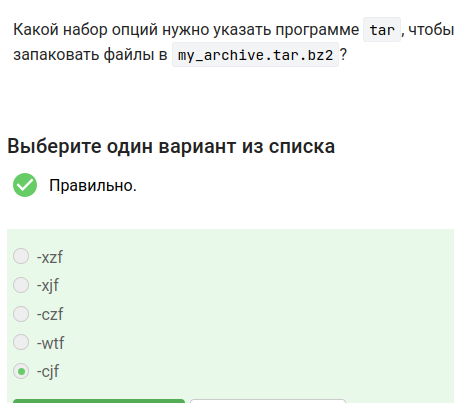 Какой набор опций нужно указать программе tar, чтобы
запаковать файлы в my_archive.tar.bz2?
Выберите один вариант из списка
Правильно.
-xzf
-xjf
-czf
-wtf
-cjf